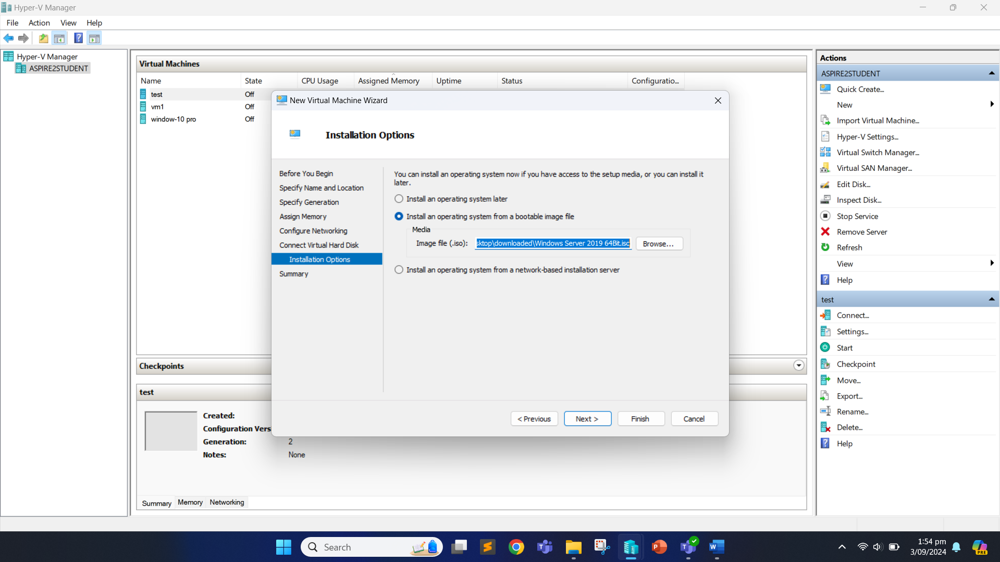 Hyper-V Manager
File Action View Help
Hyper-V Manager
ASPIRE2STUDENT
Virtual Machines
Name State CPU Usage Assigned Memory Uptime Status Configuratio...
test Off
vm1 Off
window-10 pro Off
New Virtual Machine Wizard
Installation Options
Before You Begin
Specify Name and Location
Specify Generation
Assign Memory
Configure Networking
Connect Virtual Hard Disk
Installation Options
Summary
You can install an operating system now if you have access to the setup media, or you can install it
later.
Install an operating system later
Install an operating system from a bootable image file
Media
Image file (.iso): sktop\downloaded\Windows Server 2019 64Bit.iso Browse...
Install an operating system from a network-based installation server
< Previous Next > Finish Cancel
Checkpoints
test
Created:
Configuration Vers
Generation: 2
Notes: None
Summary Memory Networking
Actions
ASPIRE2STUDENT
Quick Create...
New
Import Virtual Machine...
Hyper-V Settings...
Virtual Switch Manager...
Virtual SAN Manager...
Edit Disk...
Inspect Disk...
Stop Service
Remove Server
Refresh
View
Help
test
Connect...
Settings...
Start
Checkpoint
Move...
Export...
Rename...
Delete...
Help
Search
1:54 pm
3/09/2024
PRE